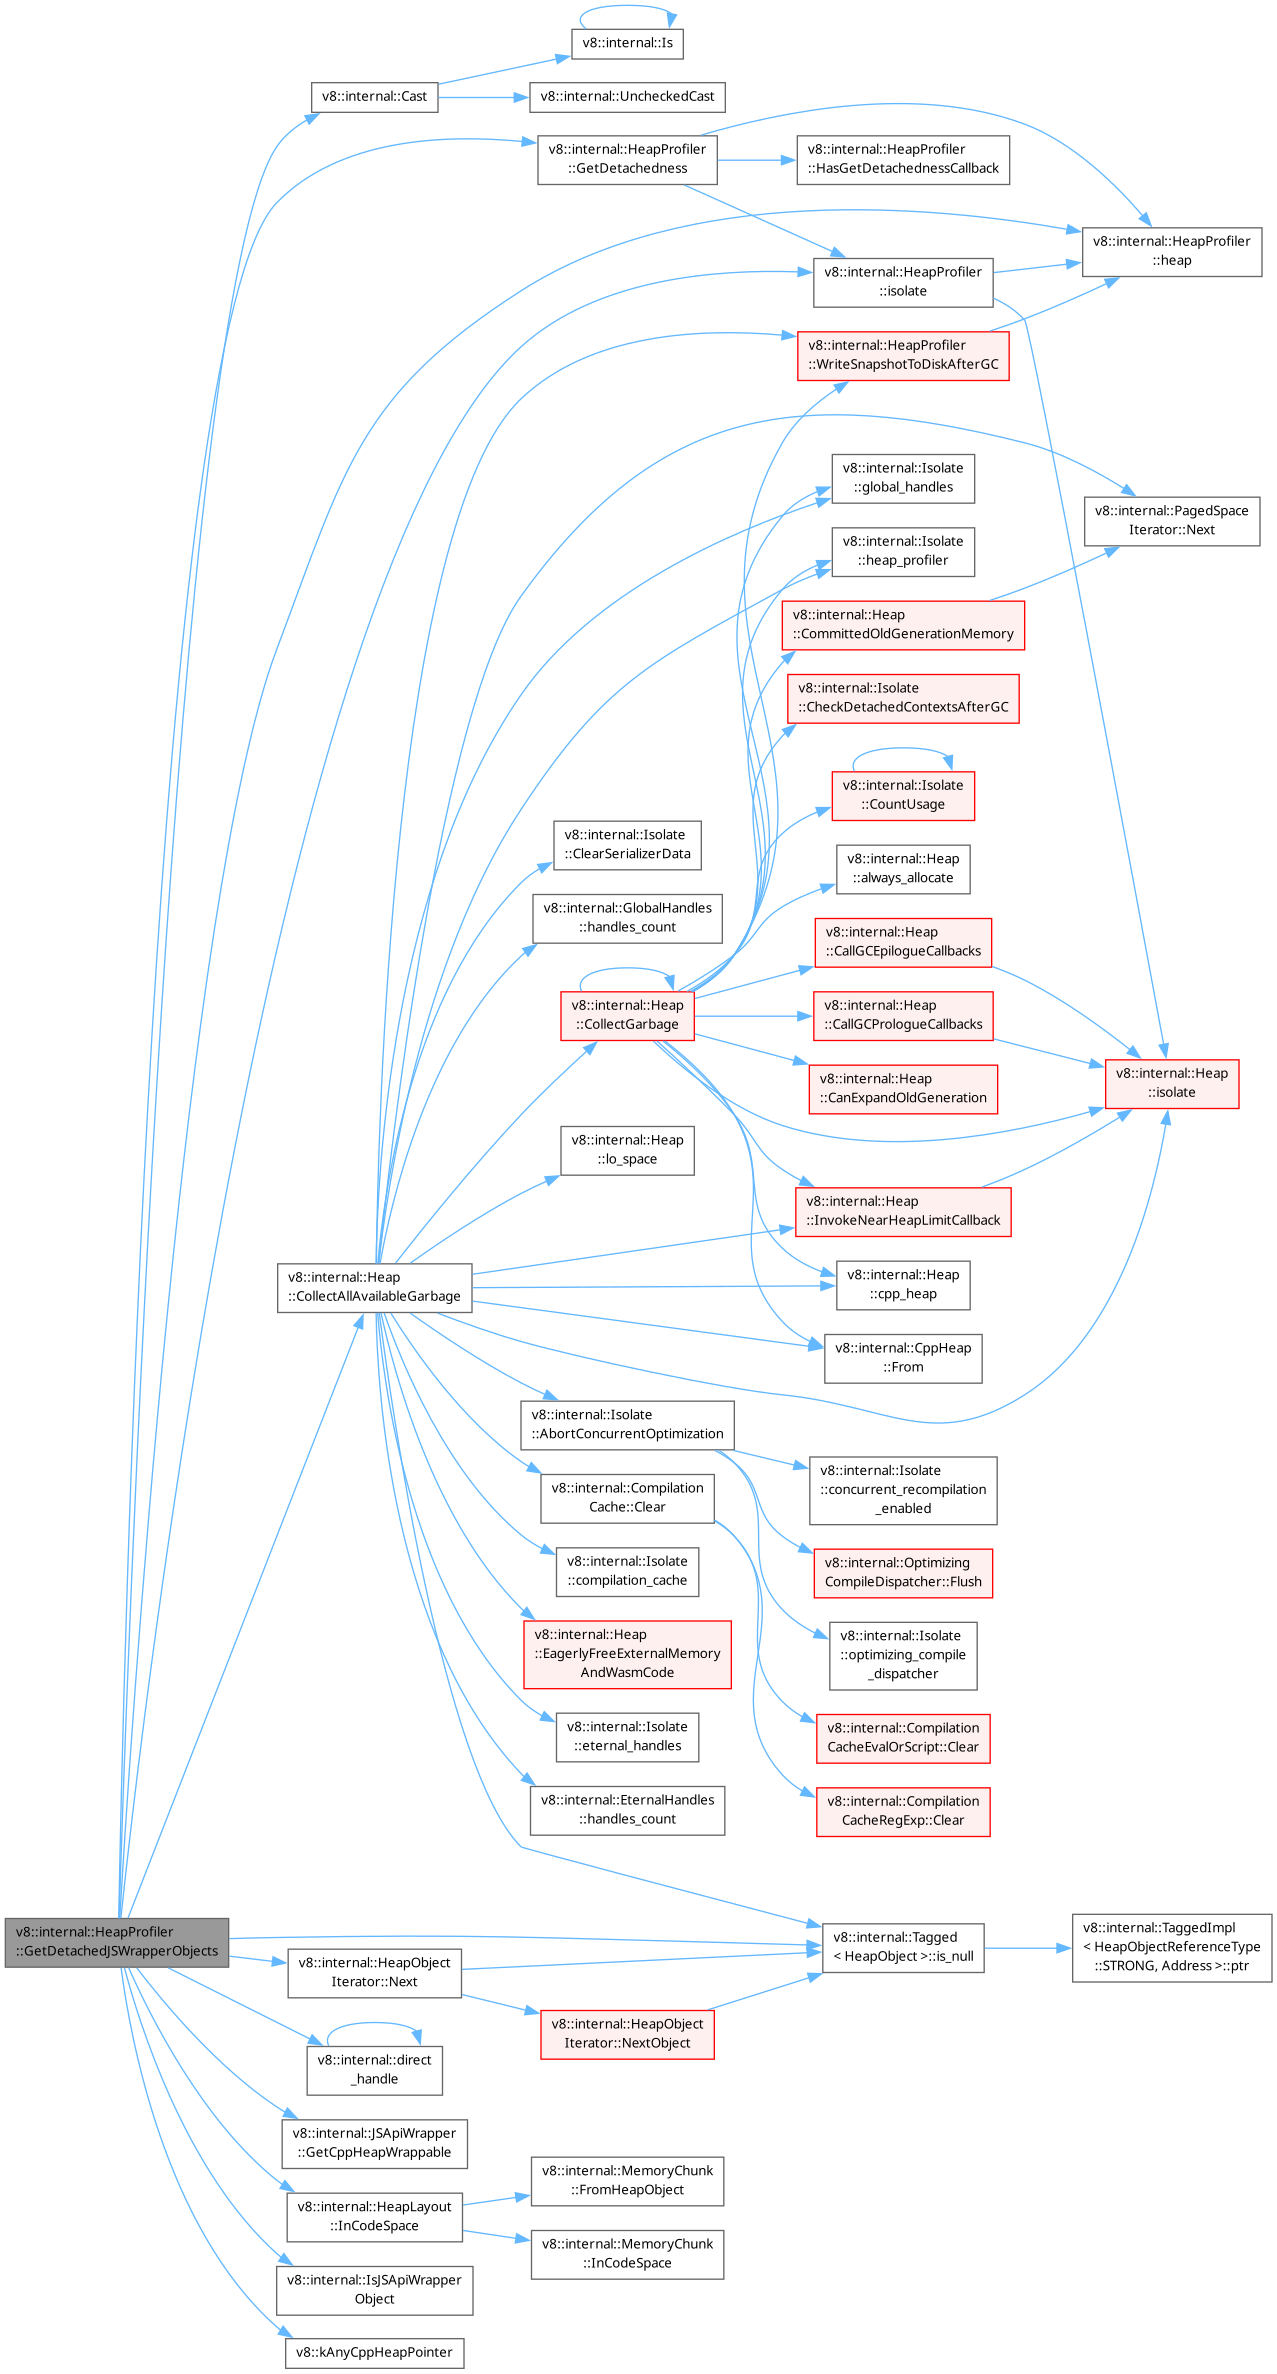 v8::internal::Is
v8::internal::Cast
v8::internal::UncheckedCast
v8::internal::HeapProfiler
::GetDetachedness
v8::internal::HeapProfiler
::HasGetDetachednessCallback
v8::internal::HeapProfiler
::heap
v8::internal::HeapProfiler
::isolate
v8::internal::HeapProfiler
::WriteSnapshotToDiskAfterGC
v8::internal::Isolate
::global_handles
v8::internal::PagedSpace
Iterator::Next
v8::internal::Isolate
::heap_profiler
v8::internal::Heap
::CommittedOldGenerationMemory
v8::internal::Isolate
::CheckDetachedContextsAfterGC
v8::internal::Isolate
::CountUsage
v8::internal::Isolate
::ClearSerializerData
v8::internal::Heap
::always_allocate
v8::internal::GlobalHandles
::handles_count
v8::internal::Heap
::CallGCEpilogueCallbacks
v8::internal::Heap
::CollectGarbage
v8::internal::Heap
::CallGCPrologueCallbacks
v8::internal::Heap
::CanExpandOldGeneration
v8::internal::Heap
::isolate
v8::internal::Heap
::lo_space
v8::internal::Heap
::InvokeNearHeapLimitCallback
v8::internal::Heap
::CollectAllAvailableGarbage
v8::internal::Heap
::cpp_heap
v8::internal::CppHeap
::From
v8::internal::Isolate
::AbortConcurrentOptimization
v8::internal::Isolate
::concurrent_recompilation
_enabled
v8::internal::Compilation
Cache::Clear
v8::internal::Isolate
::compilation_cache
v8::internal::Optimizing
CompileDispatcher::Flush
v8::internal::Heap
::EagerlyFreeExternalMemory
AndWasmCode
v8::internal::Isolate
::optimizing_compile
_dispatcher
v8::internal::Isolate
::eternal_handles
v8::internal::Compilation
CacheEvalOrScript::Clear
v8::internal::EternalHandles
::handles_count
v8::internal::Compilation
CacheRegExp::Clear
v8::internal::HeapProfiler
::GetDetachedJSWrapperObjects
v8::internal::Tagged
< HeapObject >::is_null
v8::internal::TaggedImpl
< HeapObjectReferenceType
::STRONG, Address >::ptr
v8::internal::HeapObject
Iterator::Next
v8::internal::HeapObject
Iterator::NextObject
v8::internal::direct
_handle
v8::internal::JSApiWrapper
::GetCppHeapWrappable
v8::internal::MemoryChunk
::FromHeapObject
v8::internal::HeapLayout
::InCodeSpace
v8::internal::MemoryChunk
::InCodeSpace
v8::internal::IsJSApiWrapper
Object
v8::kAnyCppHeapPointer